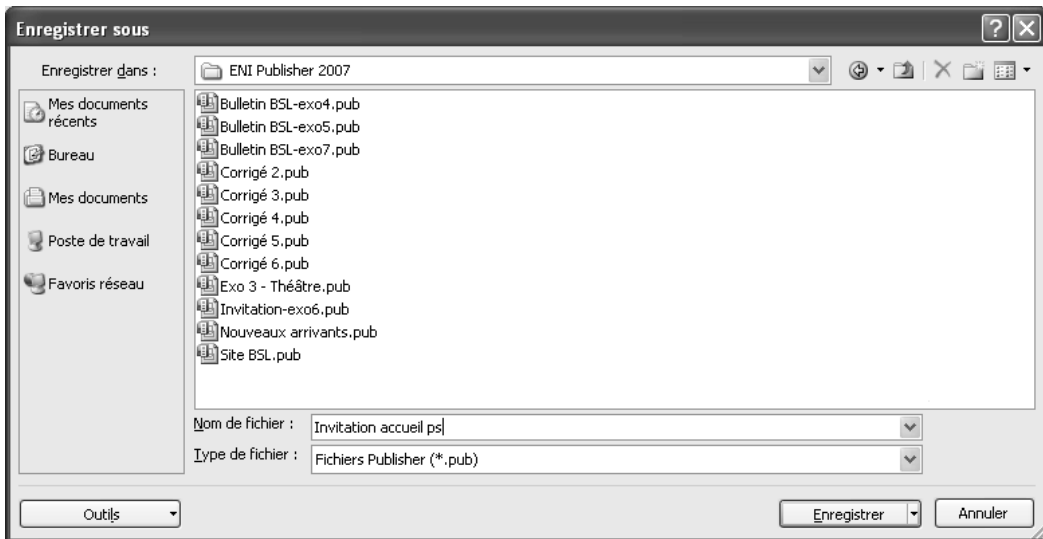 Enregistrer sous
Enregistrer dans :
ENI Publisher 2007
Mes documents
récents
Bureau
Mes documents
Poste de travail
Favoris réseau
Bulletin BSL-exo4.pub
Bulletin BSL-exo5.pub
Bulletin BSL-exo7.pub
Corrigé 2.pub
Corrigé 3.pub
Corrigé 4.pub
Corrigé 5.pub
Corrigé 6.pub
Exo 3 - Théâtre.pub
Invitation-exo6.pub
Nouveaux arrivants.pub
Site BSL.pub
Nom de fichier :
Invitation accueil ps
Type de fichier :
Fichiers Publisher (*.pub)
Outils
Enregistrer
Annuler